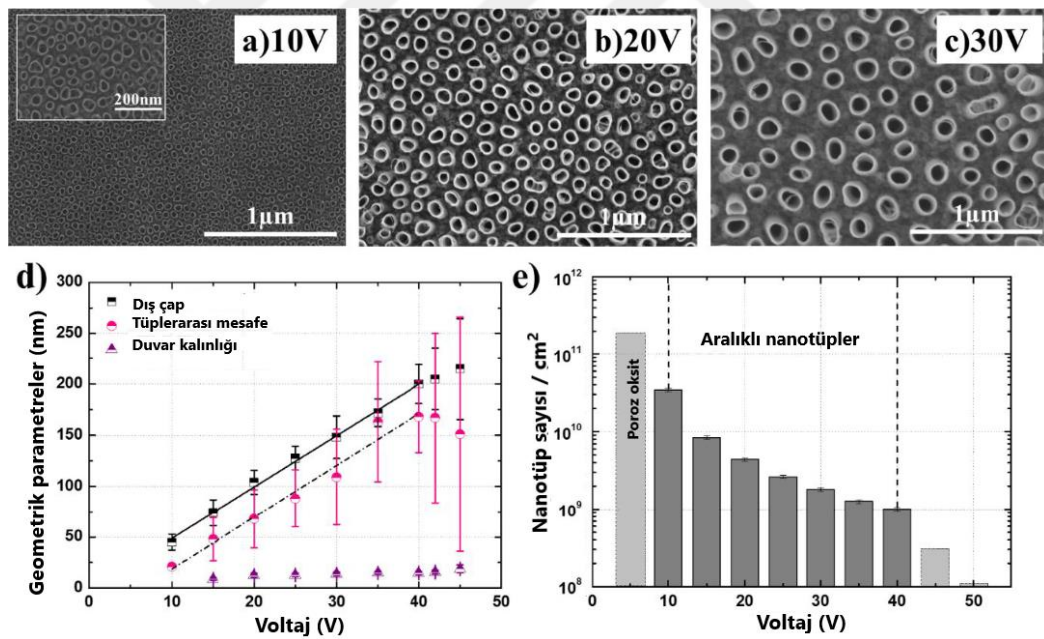 a)10V
200nm
1µm
b)20V
1µm
c)30V
1µm
d)
Geometrik parametreler (nm)
300
250
200
150
100
50
0
Dış çap
Tüplerarası mesafe
Duvar kalınlığı
0 10 20 30 40 50
Voltaj (V)
e)
Nanotüp sayısı / cm²
10¹²
10¹¹
10¹⁰
10⁹
10⁸
Poroz oksit
Aralıklı nanotüpler
0 10 20 30 40 50
Voltaj (V)